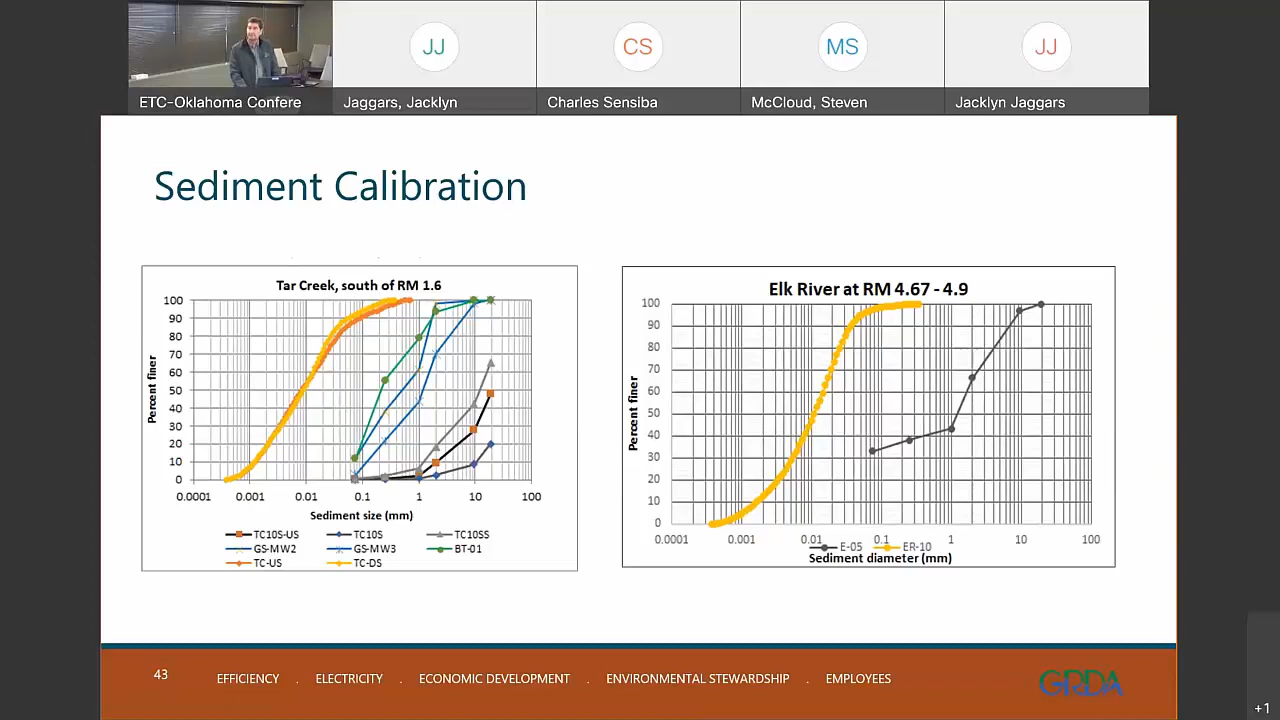 JJ
CS
MS
JJ
ETC-Oklahoma Confere
Jaggars, Jacklyn
Charles Sensiba
McCloud, Steven
Jacklyn Jaggars
Sediment Calibration
Tar Creek, south of RM 1.6
Percent finer
100
90
80
70
60
50
40
30
20
10
0
0.0001 0.001 0.01 0.1 1 10 100
Sediment size (mm)
TC10S-US TC10S TC10SS
GS-MW2 GS-MW3 BT-01
TC-US TC-DS
Elk River at RM 4.67 - 4.9
Percent finer
100
90
80
70
60
50
40
30
20
10
0
0.0001 0.001 0.01 0.1 1 10 100
E-05 ER-10
Sediment diameter (mm)
43
EFFICIENCY . ELECTRICITY . ECONOMIC DEVELOPMENT . ENVIRONMENTAL STEWARDSHIP . EMPLOYEES
GRDA
+1